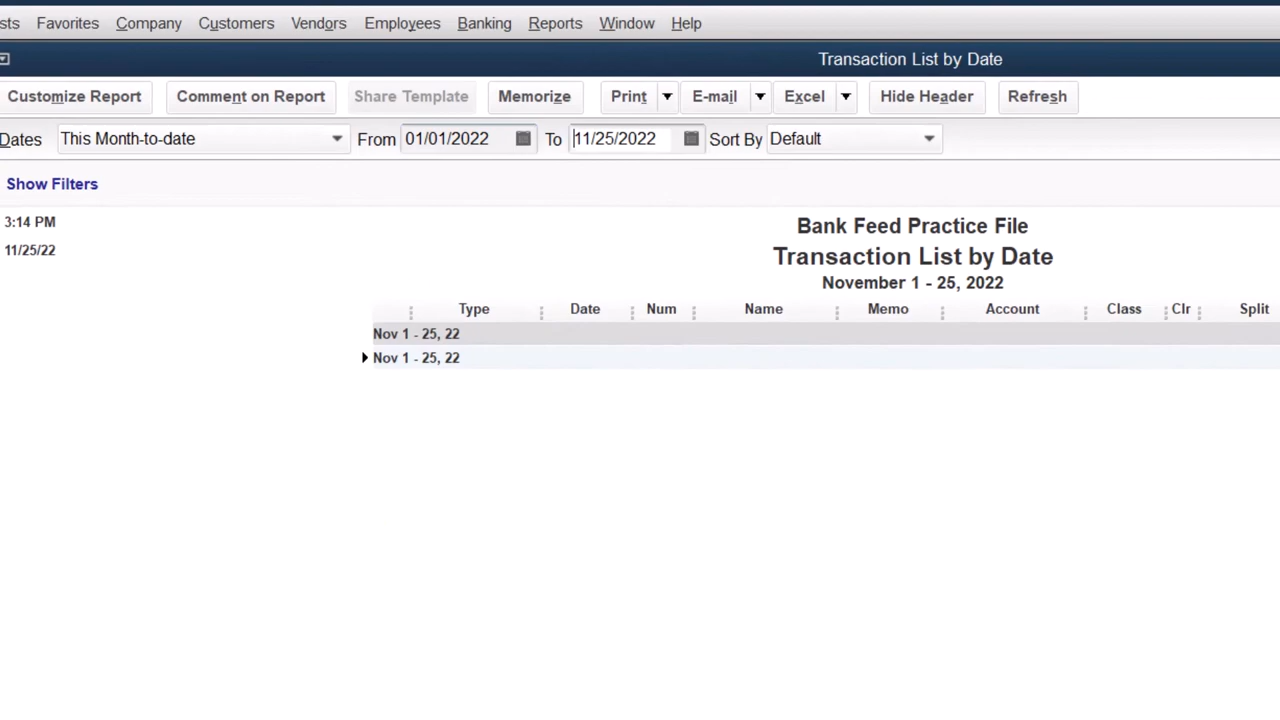 sts Favorites Company Customers Vendors Employees Banking Reports Window Help
Transaction List by Date
Customize Report Comment on Report Share Template Memorize Print E-mail Excel Hide Header Refresh
Dates This Month-to-date From 01/01/2022 To 11/25/2022 Sort By Default
Show Filters
3:14 PM
11/25/22
Bank Feed Practice File
Transaction List by Date
November 1 - 25, 2022
Type Date Num Name Memo Account Class Clr Split
Nov 1 - 25, 22
Nov 1 - 25, 22